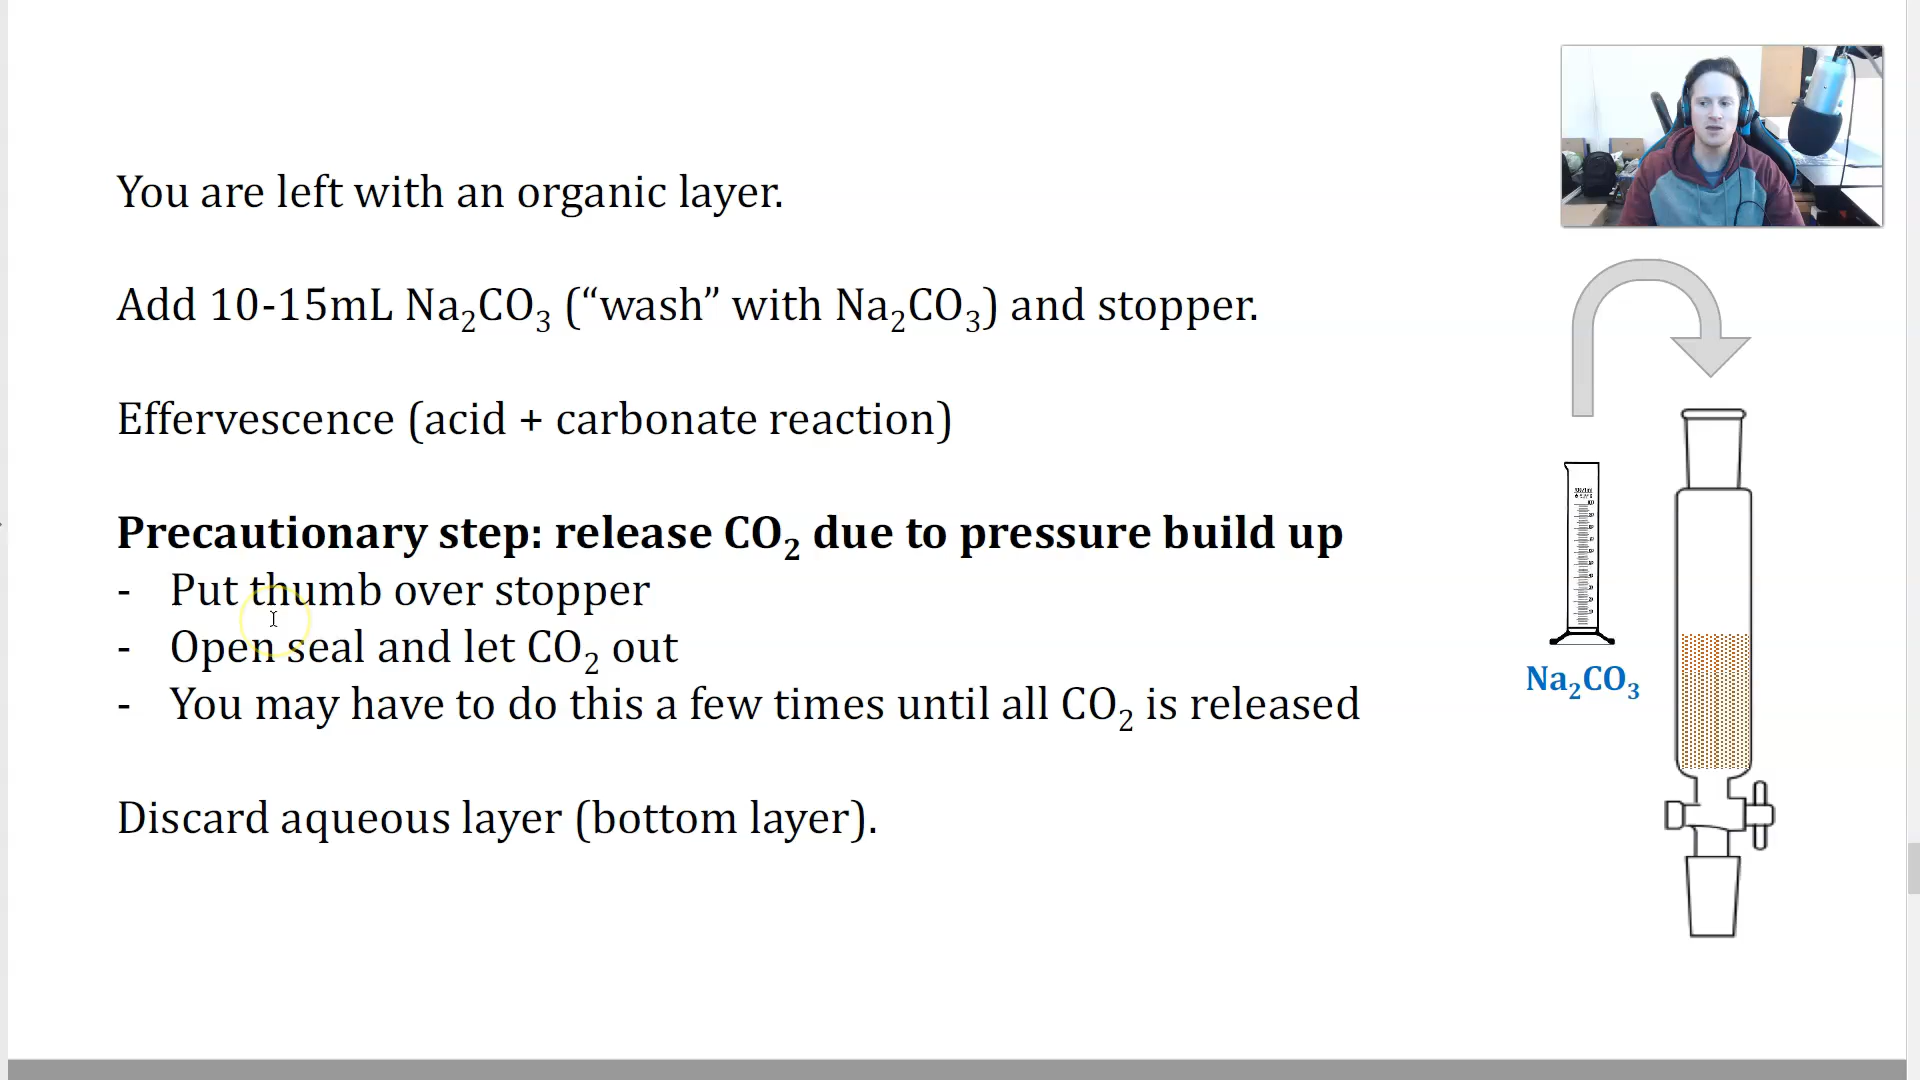 You are left with an organic layer.
Add 10-15mL Na₂CO₃ (“wash” with Na₂CO₃) and stopper.
Effervescence (acid + carbonate reaction)
Precautionary step: release CO₂ due to pressure build up
- Put thumb over stopper
- Open seal and let CO₂ out
- You may have to do this a few times until all CO₂ is released
Discard aqueous layer (bottom layer).
Na₂CO₃